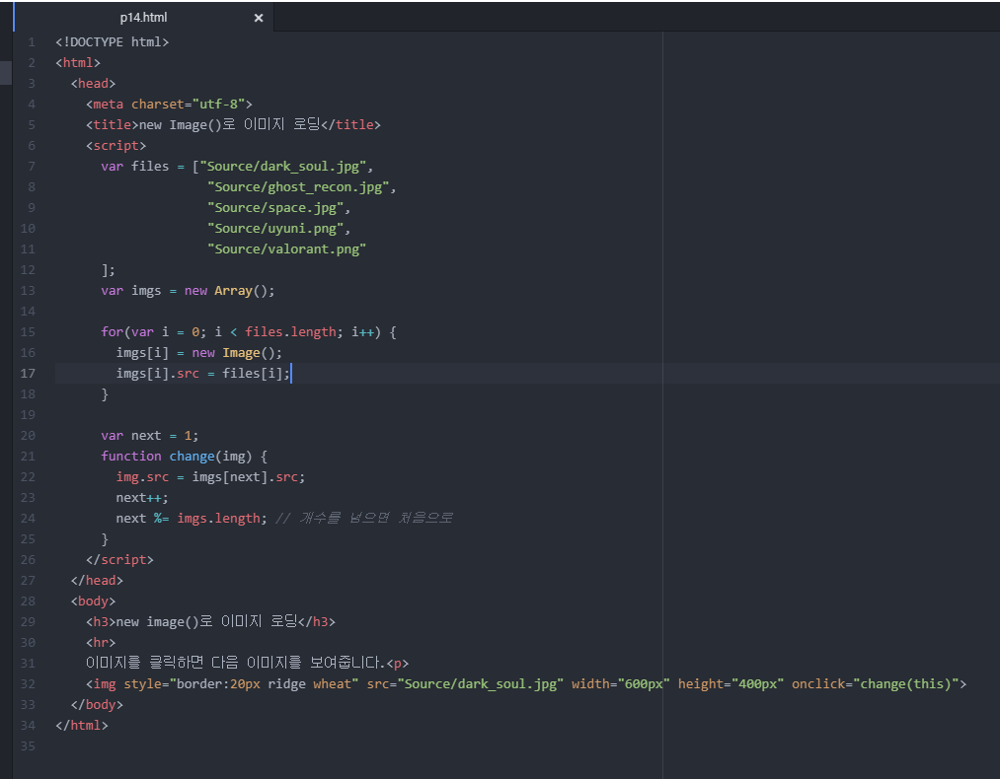 p14.html ×
1 <!DOCTYPE html>
2 <html>
3   <head>
4     <meta charset="utf-8">
5     <title>new Image()로 이미지 로딩</title>
6     <script>
7       var files = ["Source/dark_soul.jpg",
8                     "Source/ghost_recon.jpg",
9                     "Source/space.jpg",
10                     "Source/uyuni.png",
11                     "Source/valorant.png"
12       ];
13       var imgs = new Array();
14
15       for(var i = 0; i < files.length; i++) {
16         imgs[i] = new Image();
17         imgs[i].src = files[i];
18       }
19
20       var next = 1;
21       function change(img) {
22         img.src = imgs[next].src;
23         next++;
24         next %= imgs.length; // 개수를 넘으면 처음으로
25       }
26     </script>
27   </head>
28   <body>
29     <h3>new image()로 이미지 로딩</h3>
30     <hr>
31     이미지를 클릭하면 다음 이미지를 보여줍니다.<p>
32     <img style="border:20px ridge wheat" src="Source/dark_soul.jpg" width="600px" height="400px" onclick="change(this)">
33   </body>
34 </html>
35